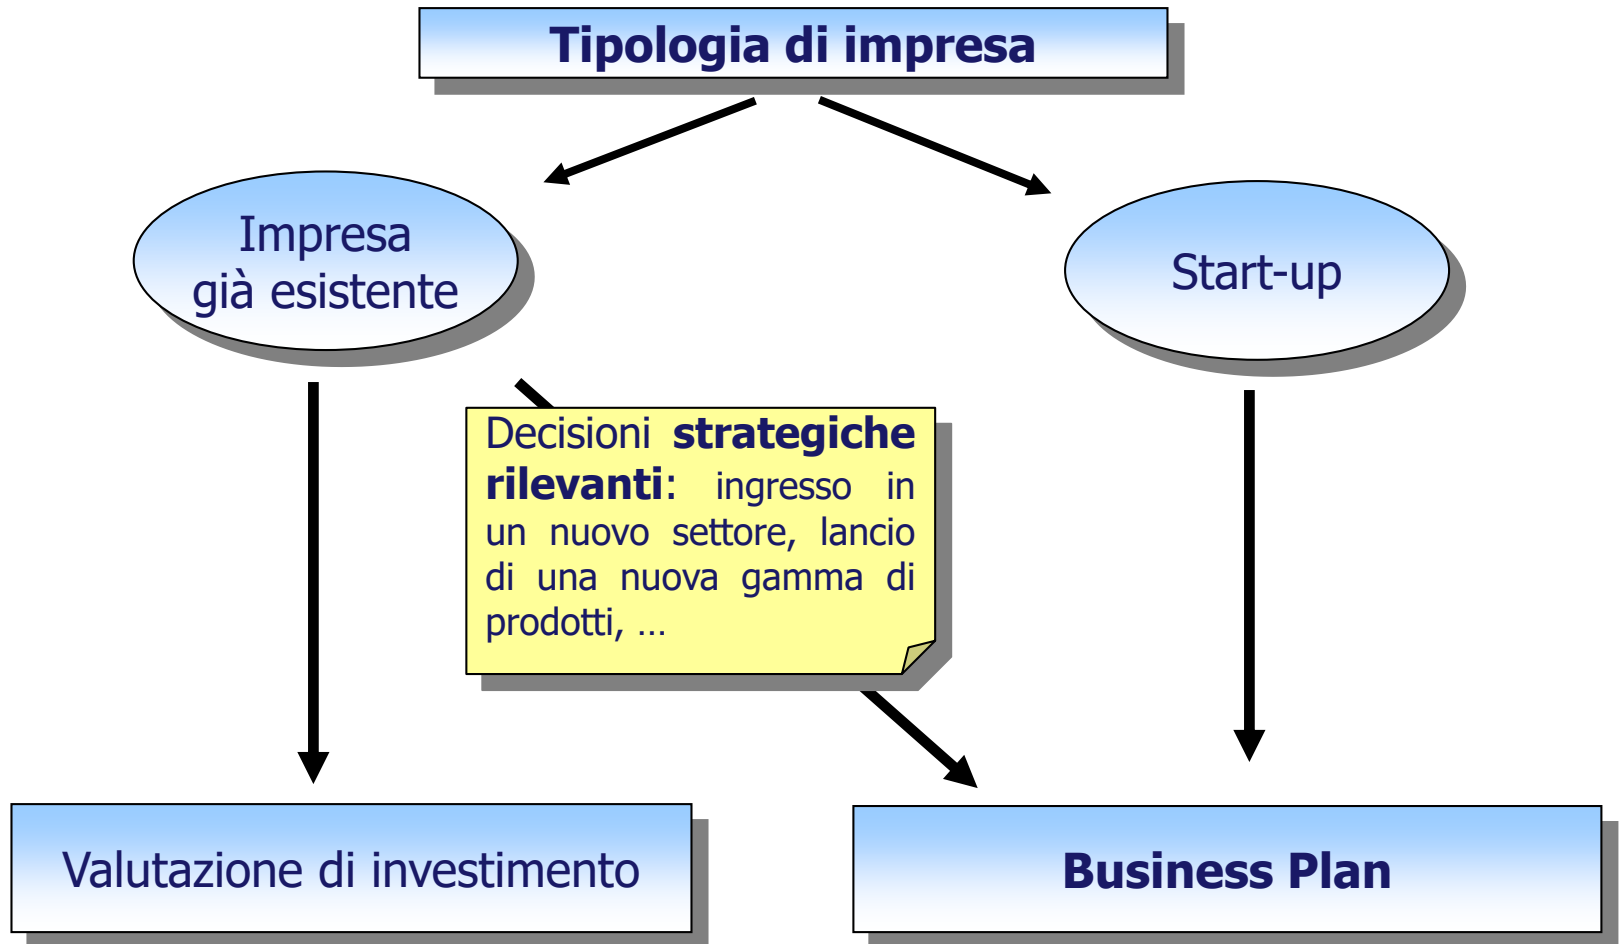 Tipologia di impresa
Impresa
già esistente
Start-up
Decisioni strategiche
rilevanti: ingresso in
un nuovo settore, lancio
di una nuova gamma di
prodotti, …
Valutazione di investimento
Business Plan